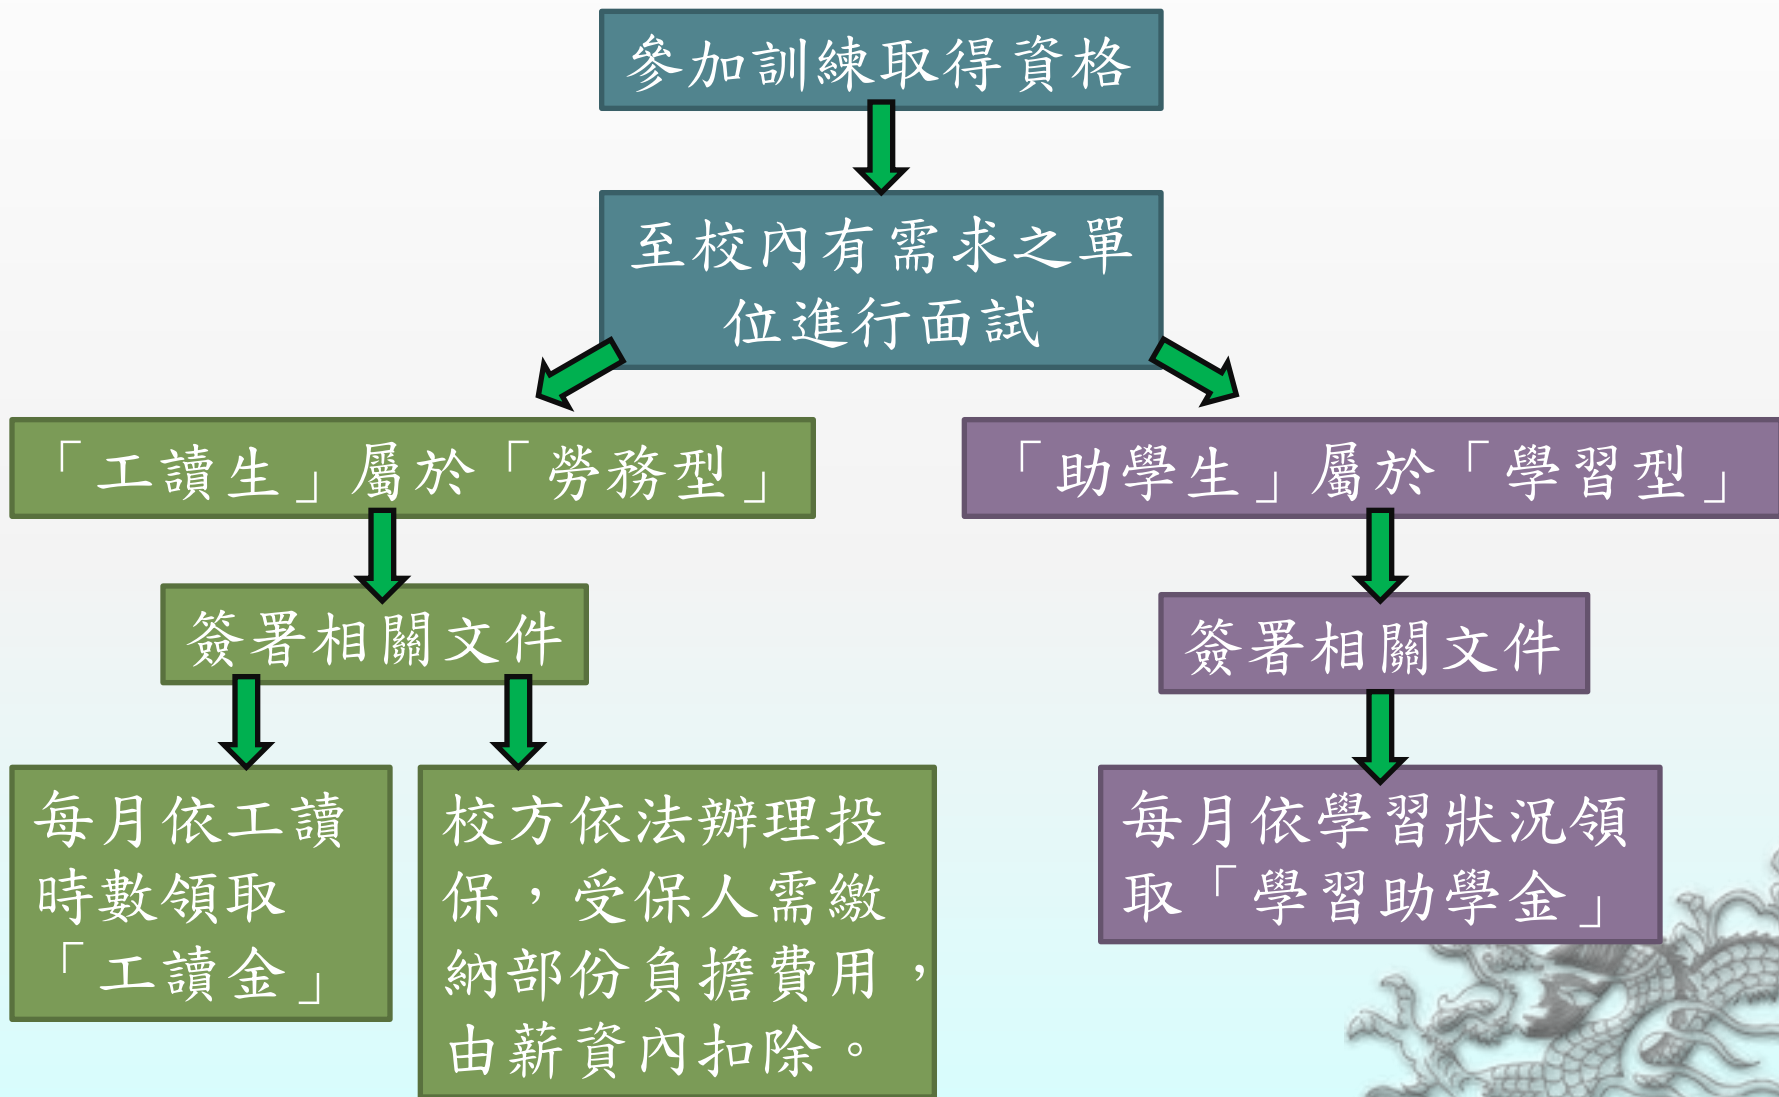 參加訓練取得資格
至校內有需求之單
位進行面試
「工讀生」屬於「勞務型」
「助學生」屬於「學習型」
簽署相關文件
簽署相關文件
每月依工讀
時數領取
「工讀金」
校方依法辦理投
保，受保人需繳
納部份負擔費用，
由薪資內扣除。
每月依學習狀況領
取「學習助學金」